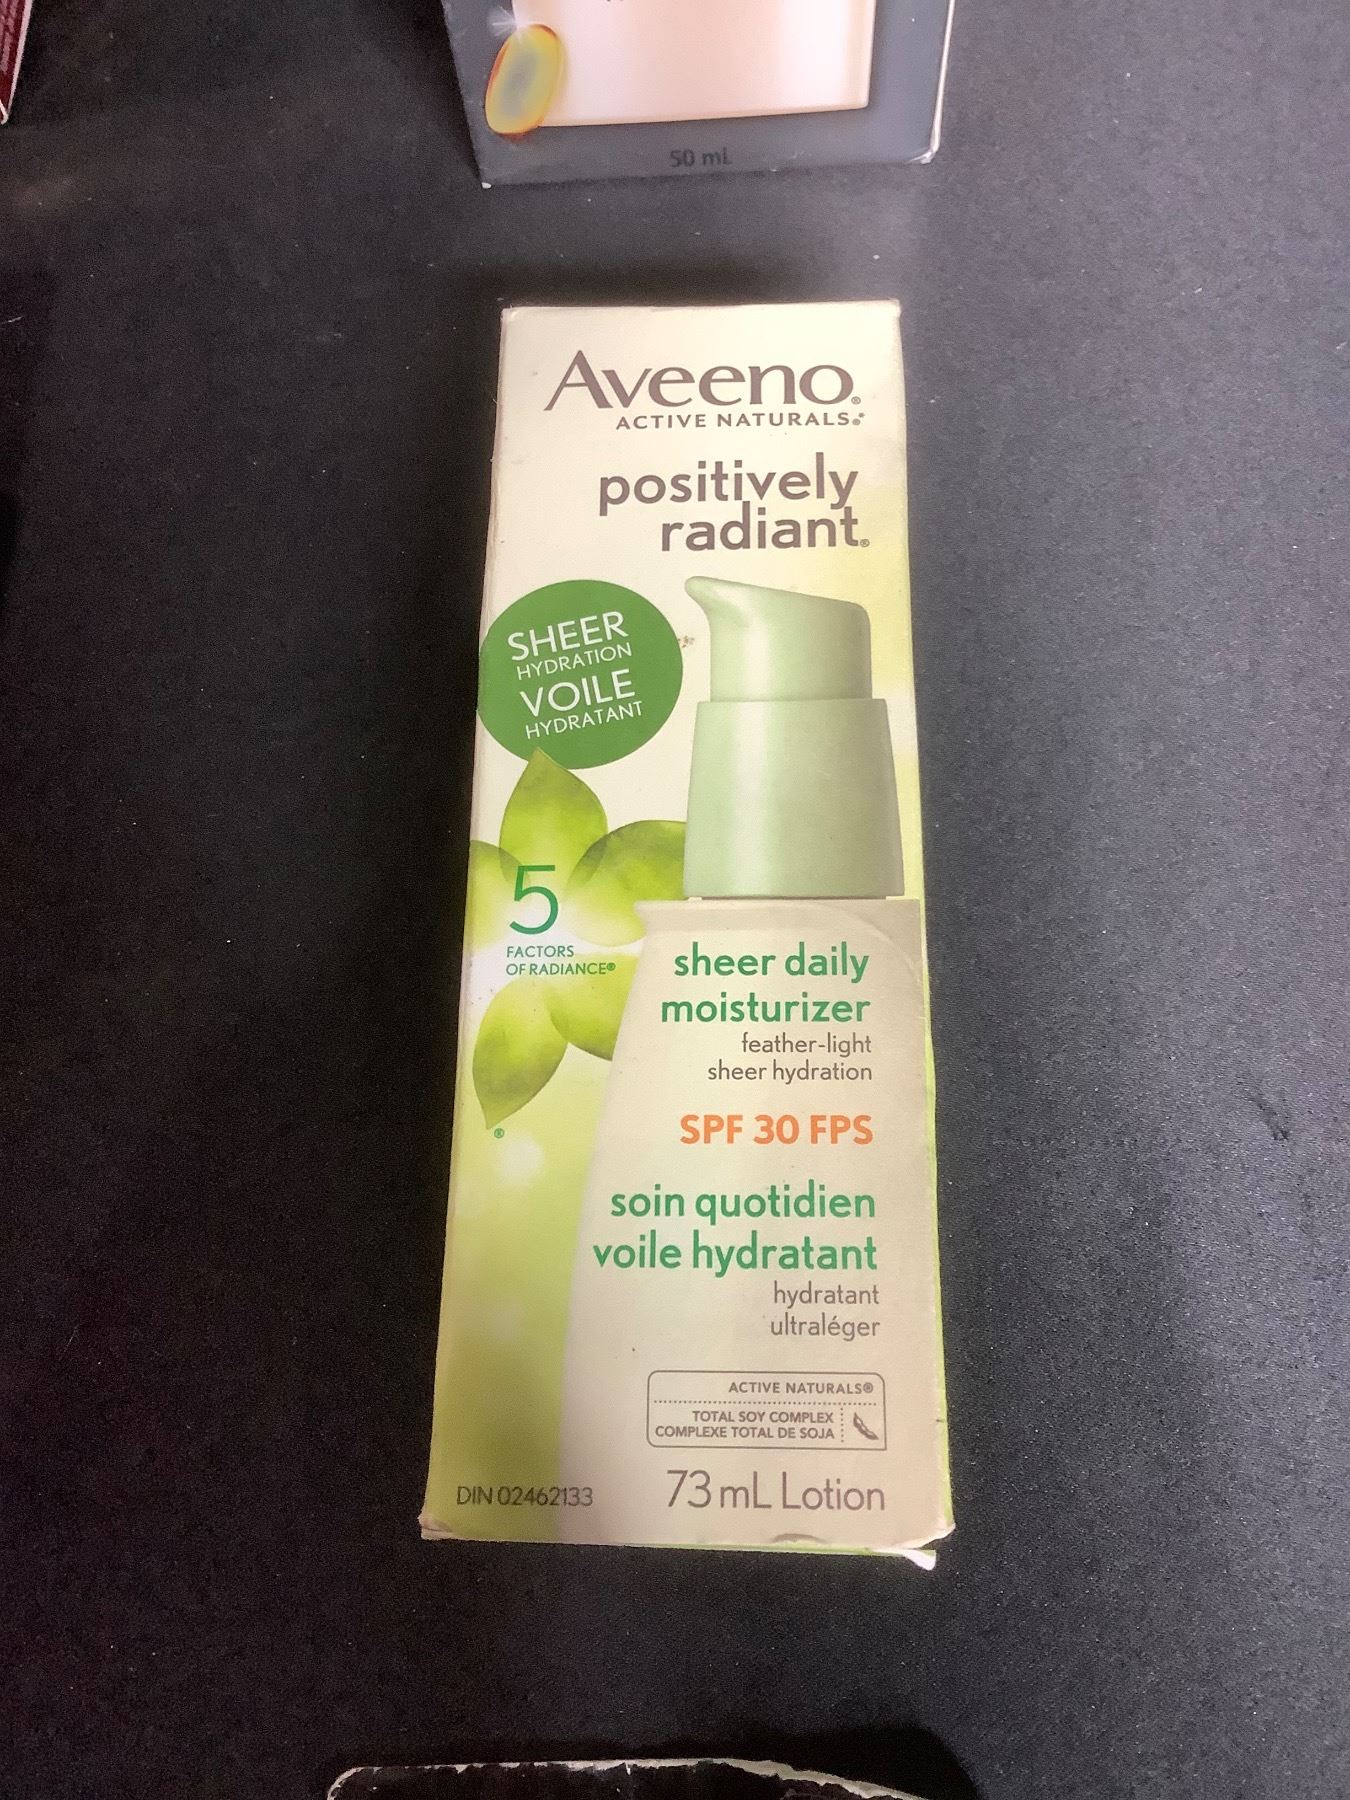 50 mL
Aveeno®
ACTIVE NATURALS®*
positively
radiant®
SHEER
HYDRATION
VOILE
HYDRATANT
5
FACTORS
OF RADIANCE®
®
sheer daily
moisturizer
feather-light
sheer hydration
SPF 30 FPS
soin quotidien
voile hydratant
hydratant
ultraléger
ACTIVE NATURALS®
TOTAL SOY COMPLEX
COMPLEXE TOTAL DE SOJA
DIN 02462133
73 mL Lotion